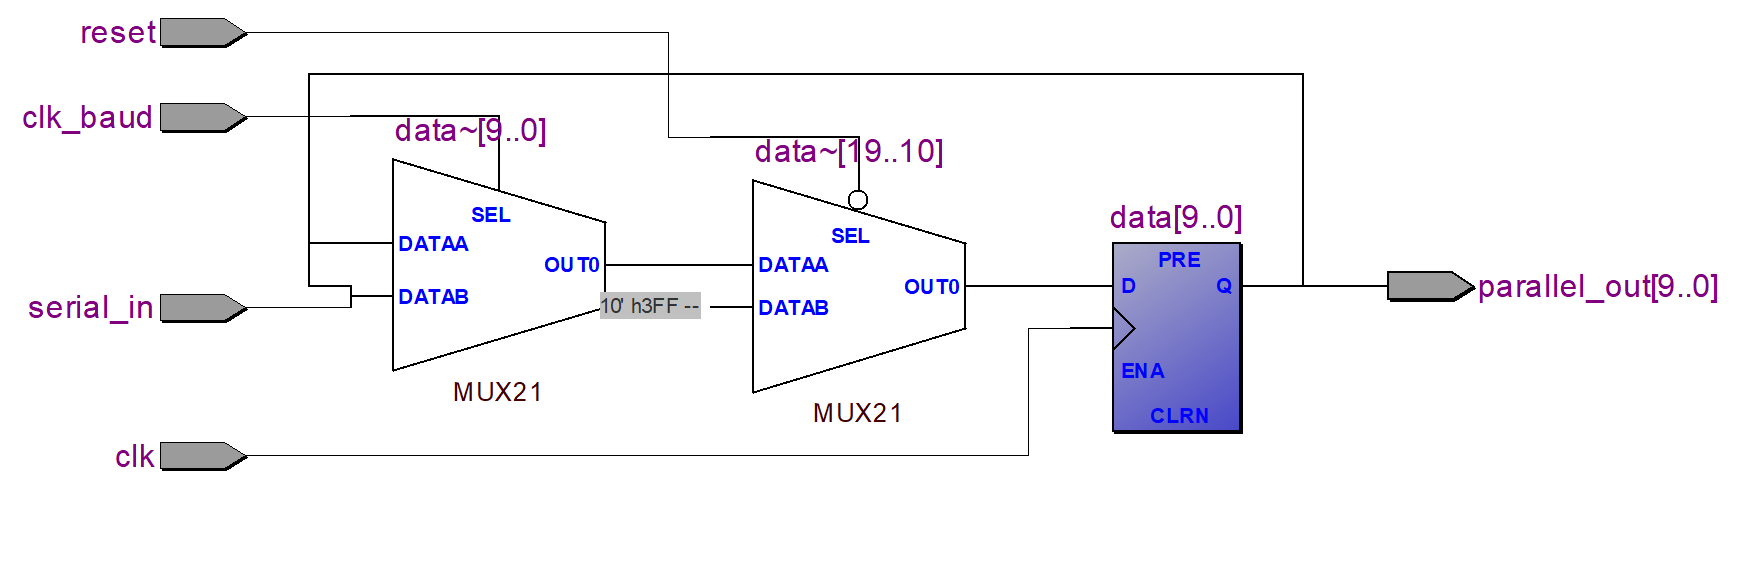 reset
clk_baud
data~[9..0]
data~[19..10]
SEL
DATAA
OUT0
DATAB
MUX21
serial_in
10' h3FF --
SEL
DATAA
OUT0
DATAB
MUX21
data[9..0]
PRE
D
Q
ENA
CLRN
parallel_out[9..0]
clk